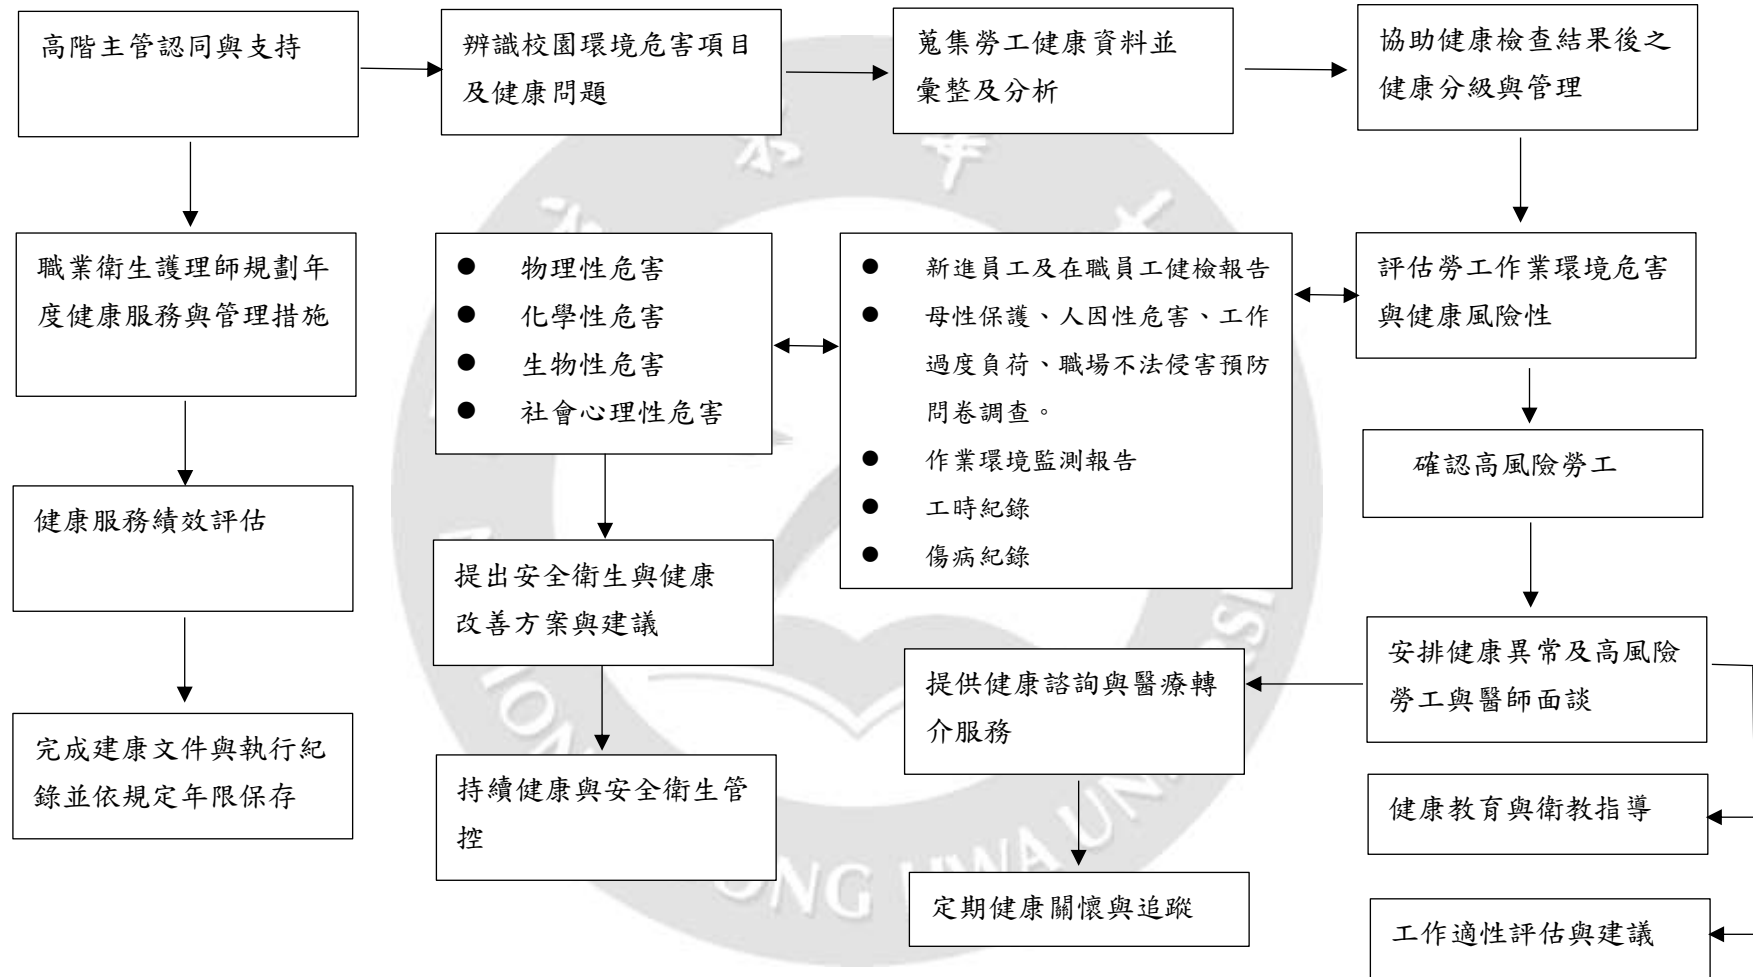 高階主管認同與支持
辨識校園環境危害項目
及健康問題
蒐集勞工健康資料並
彙整及分析
協助健康檢查結果後之
健康分級與管理
職業衛生護理師規劃年
度健康服務與管理措施
● 物理性危害
● 化學性危害
● 生物性危害
● 社會心理性危害
● 新進員工及在職員工健檢報告
● 母性保護、人因性危害、工作
過度負荷、職場不法侵害預防
問卷調查。
● 作業環境監測報告
● 工時紀錄
● 傷病紀錄
評估勞工作業環境危害
與健康風險性
確認高風險勞工
健康服務績效評估
提出安全衛生與健康
改善方案與建議
安排健康異常及高風險
勞工與醫師面談
提供健康諮詢與醫療轉
介服務
完成建康文件與執行紀
錄並依規定年限保存
持續健康與安全衛生管
控
健康教育與衛教指導
定期健康關懷與追蹤
工作適性評估與建議